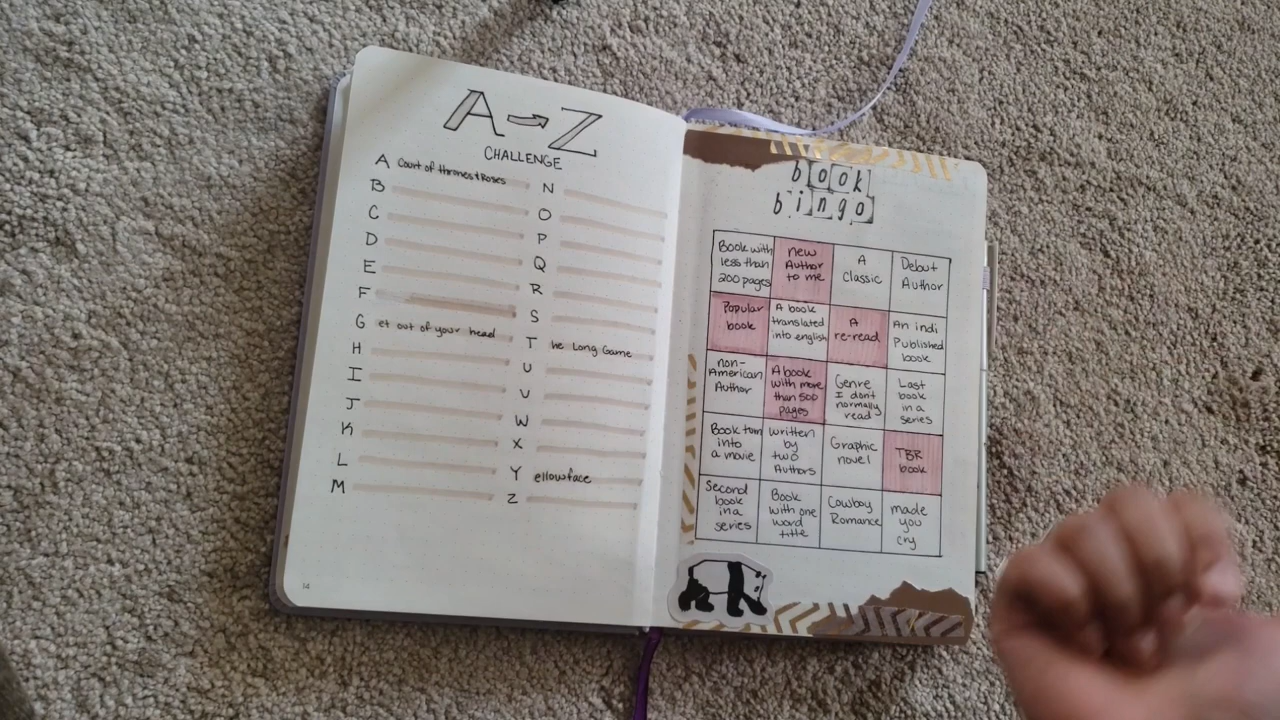 A → Z
CHALLENGE
A Court of thrones & Roses
B
C
D
E
F
G et out of your head
H
I
J
K
L
M
N
O
P
Q
R
S
T he Long Game
U
V
W
X
Y ellowface
Z
14
book
bingo
Book with
less than
200 pages
new
Author
to me
A
Classic
Debut
Author
Popular
book
A book
translated
into english
A
re-read
An indi
Published
book
non-
American
Author
A book
with more
than 500
pages
Genre
I don't
normally
read
Last
book
in a
series
Book turn
into
a movie
written
by
two
Authors
Graphic
novel
TBR
book
Second
book
in a
series
Book
with one
word
title
Cowboy
Romance
made
you
cry